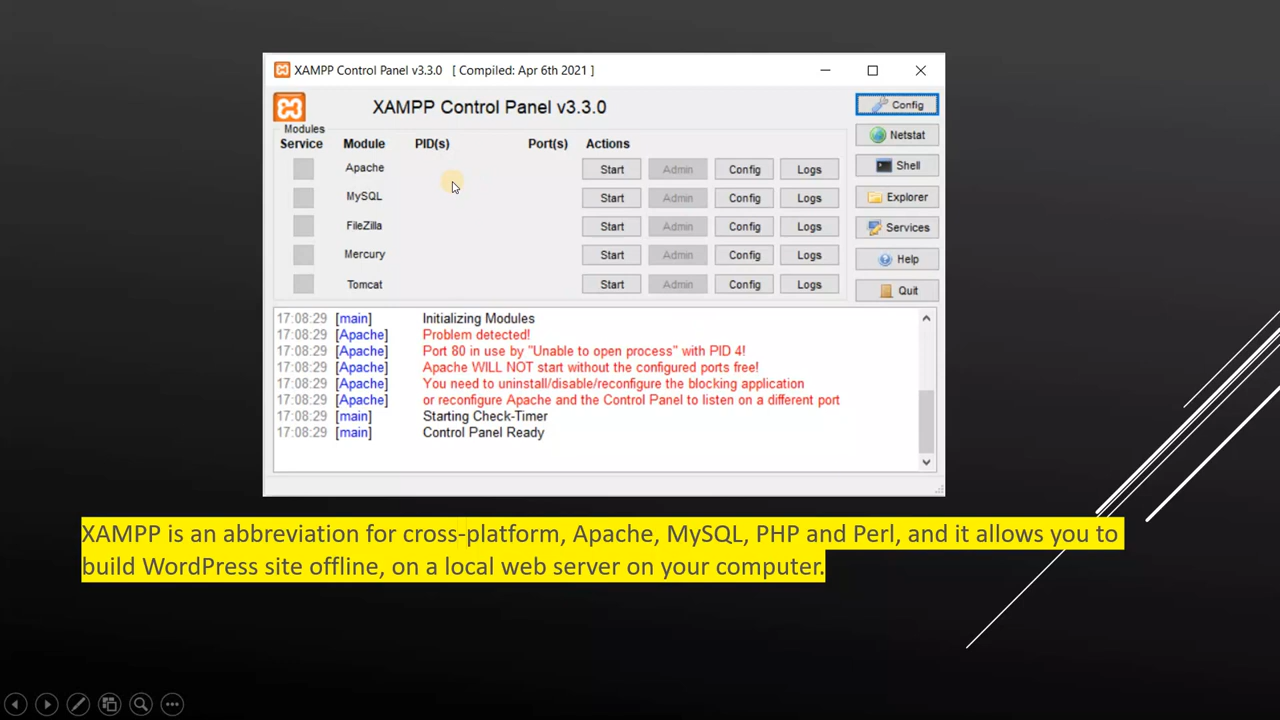 XAMPP Control Panel v3.3.0 [ Compiled: Apr 6th 2021 ]
XAMPP Control Panel v3.3.0
Config
Modules
Service Module PID(s) Port(s) Actions
Netstat
Apache Start Admin Config Logs
Shell
MySQL Start Admin Config Logs
Explorer
FileZilla Start Admin Config Logs
Services
Mercury Start Admin Config Logs
Help
Tomcat Start Admin Config Logs
Quit
17:08:29 [main] Initializing Modules
17:08:29 [Apache] Problem detected!
17:08:29 [Apache] Port 80 in use by "Unable to open process" with PID 4!
17:08:29 [Apache] Apache WILL NOT start without the configured ports free!
17:08:29 [Apache] You need to uninstall/disable/reconfigure the blocking application
17:08:29 [Apache] or reconfigure Apache and the Control Panel to listen on a different port
17:08:29 [main] Starting Check-Timer
17:08:29 [main] Control Panel Ready
XAMPP is an abbreviation for cross-platform, Apache, MySQL, PHP and Perl, and it allows you to
build WordPress site offline, on a local web server on your computer.